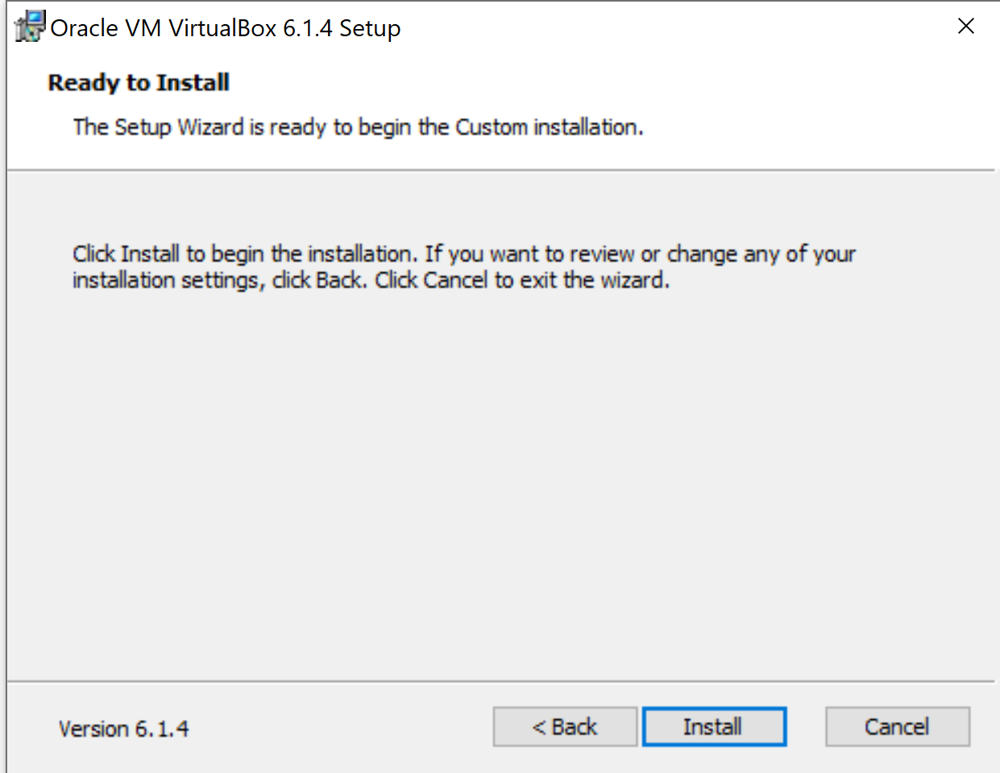 Oracle VM VirtualBox 6.1.4 Setup
Ready to Install
The Setup Wizard is ready to begin the Custom installation.
Click Install to begin the installation. If you want to review or change any of your
installation settings, click Back. Click Cancel to exit the wizard.
Version 6.1.4
< Back
Install
Cancel